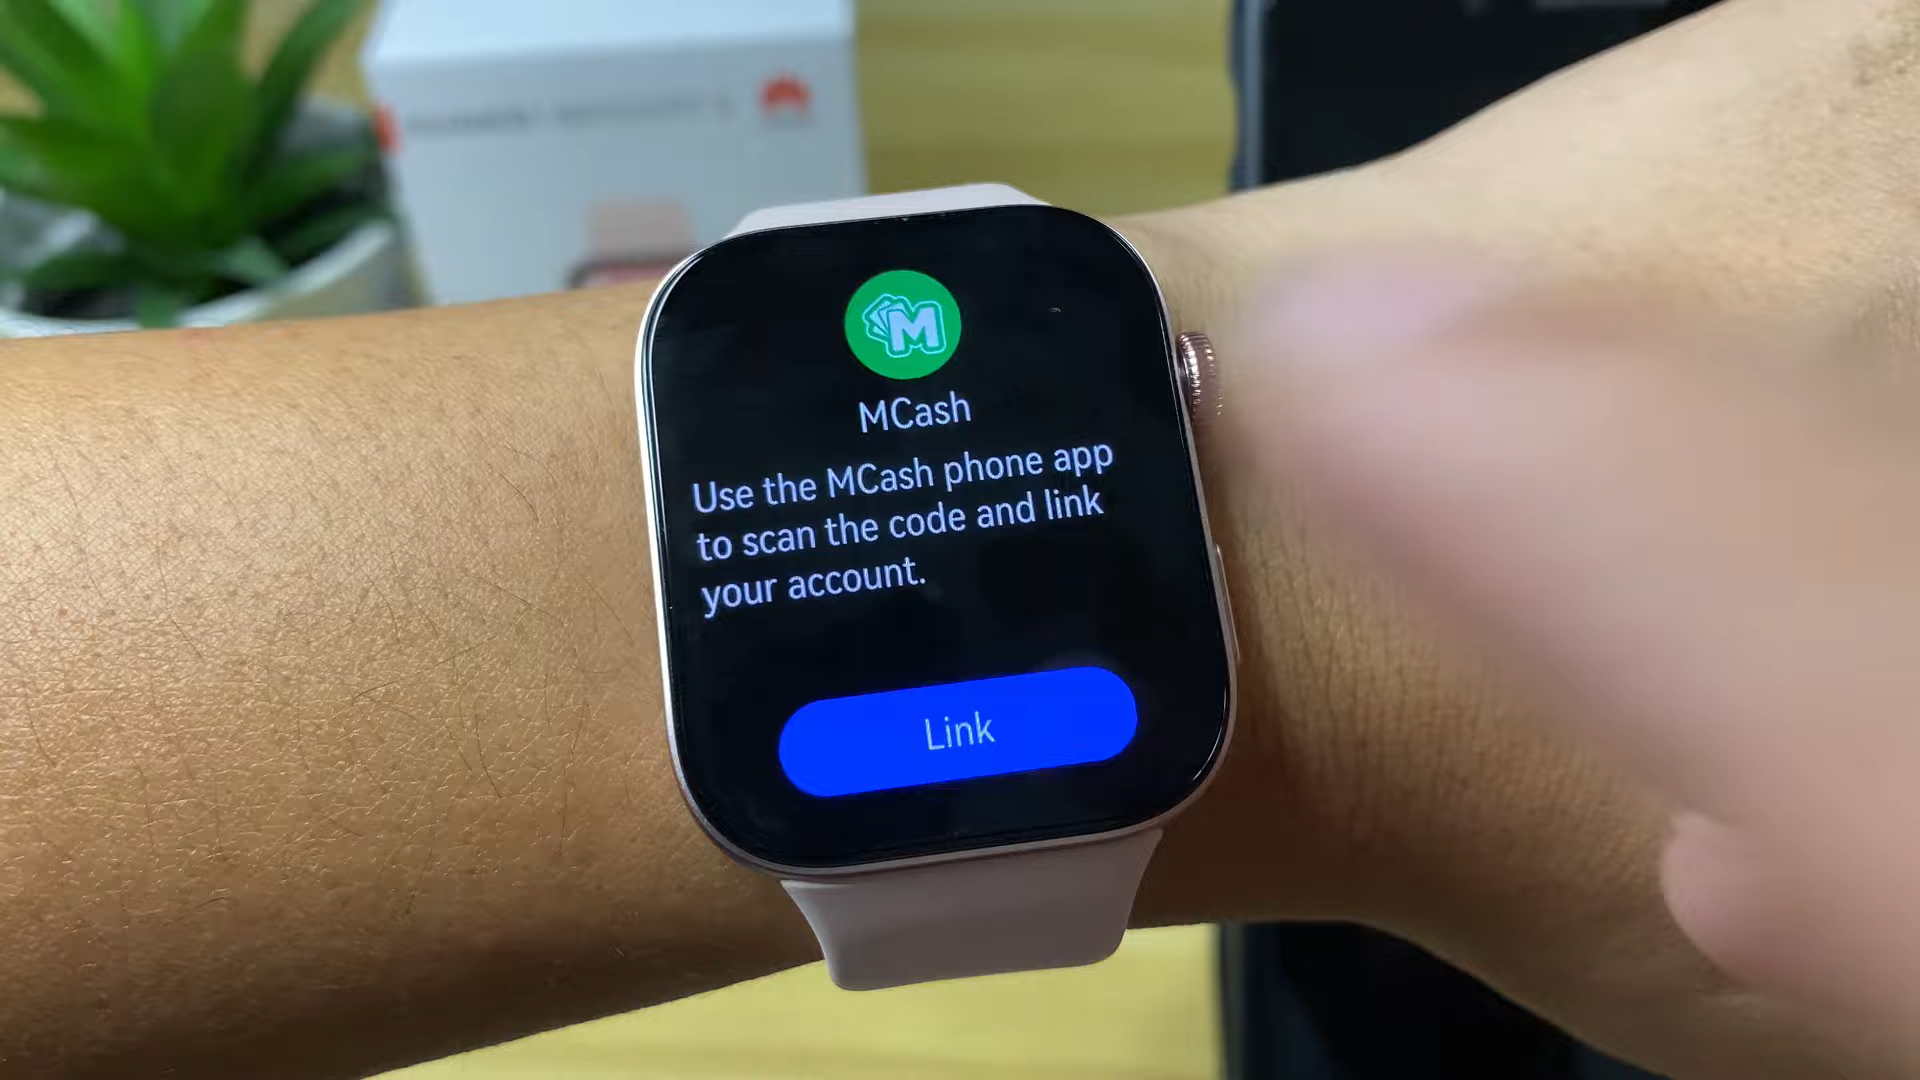 M
MCash
Use the MCash phone app
to scan the code and link
your account.
Link